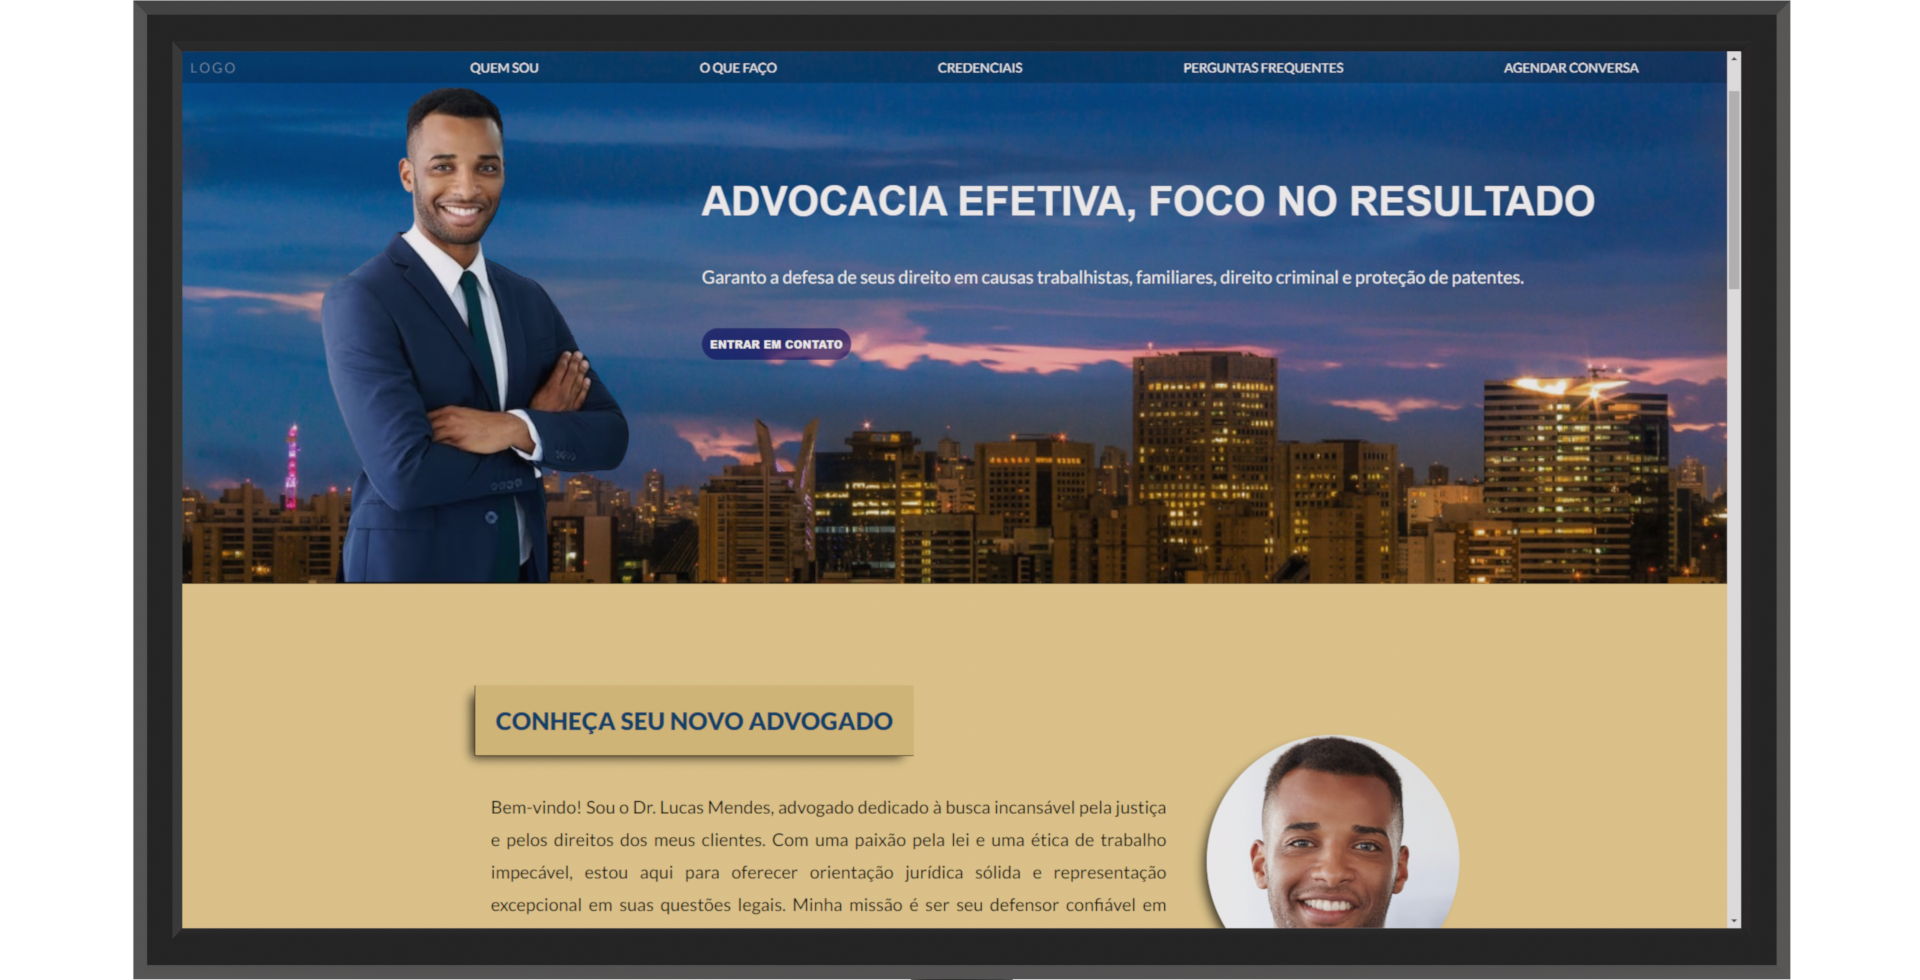 LOGO
QUEM SOU
O QUE FAÇO
CREDENCIAIS
PERGUNTAS FREQUENTES
AGENDAR CONVERSA
ADVOCACIA EFETIVA, FOCO NO RESULTADO
Garanto a defesa de seus direito em causas trabalhistas, familiares, direito criminal e proteção de patentes.
ENTRAR EM CONTATO
CONHEÇA SEU NOVO ADVOGADO
Bem-vindo! Sou o Dr. Lucas Mendes, advogado dedicado à busca incansável pela justiça
e pelos direitos dos meus clientes. Com uma paixão pela lei e uma ética de trabalho
impecável, estou aqui para oferecer orientação jurídica sólida e representação
excepcional em suas questões legais. Minha missão é ser seu defensor confiável em